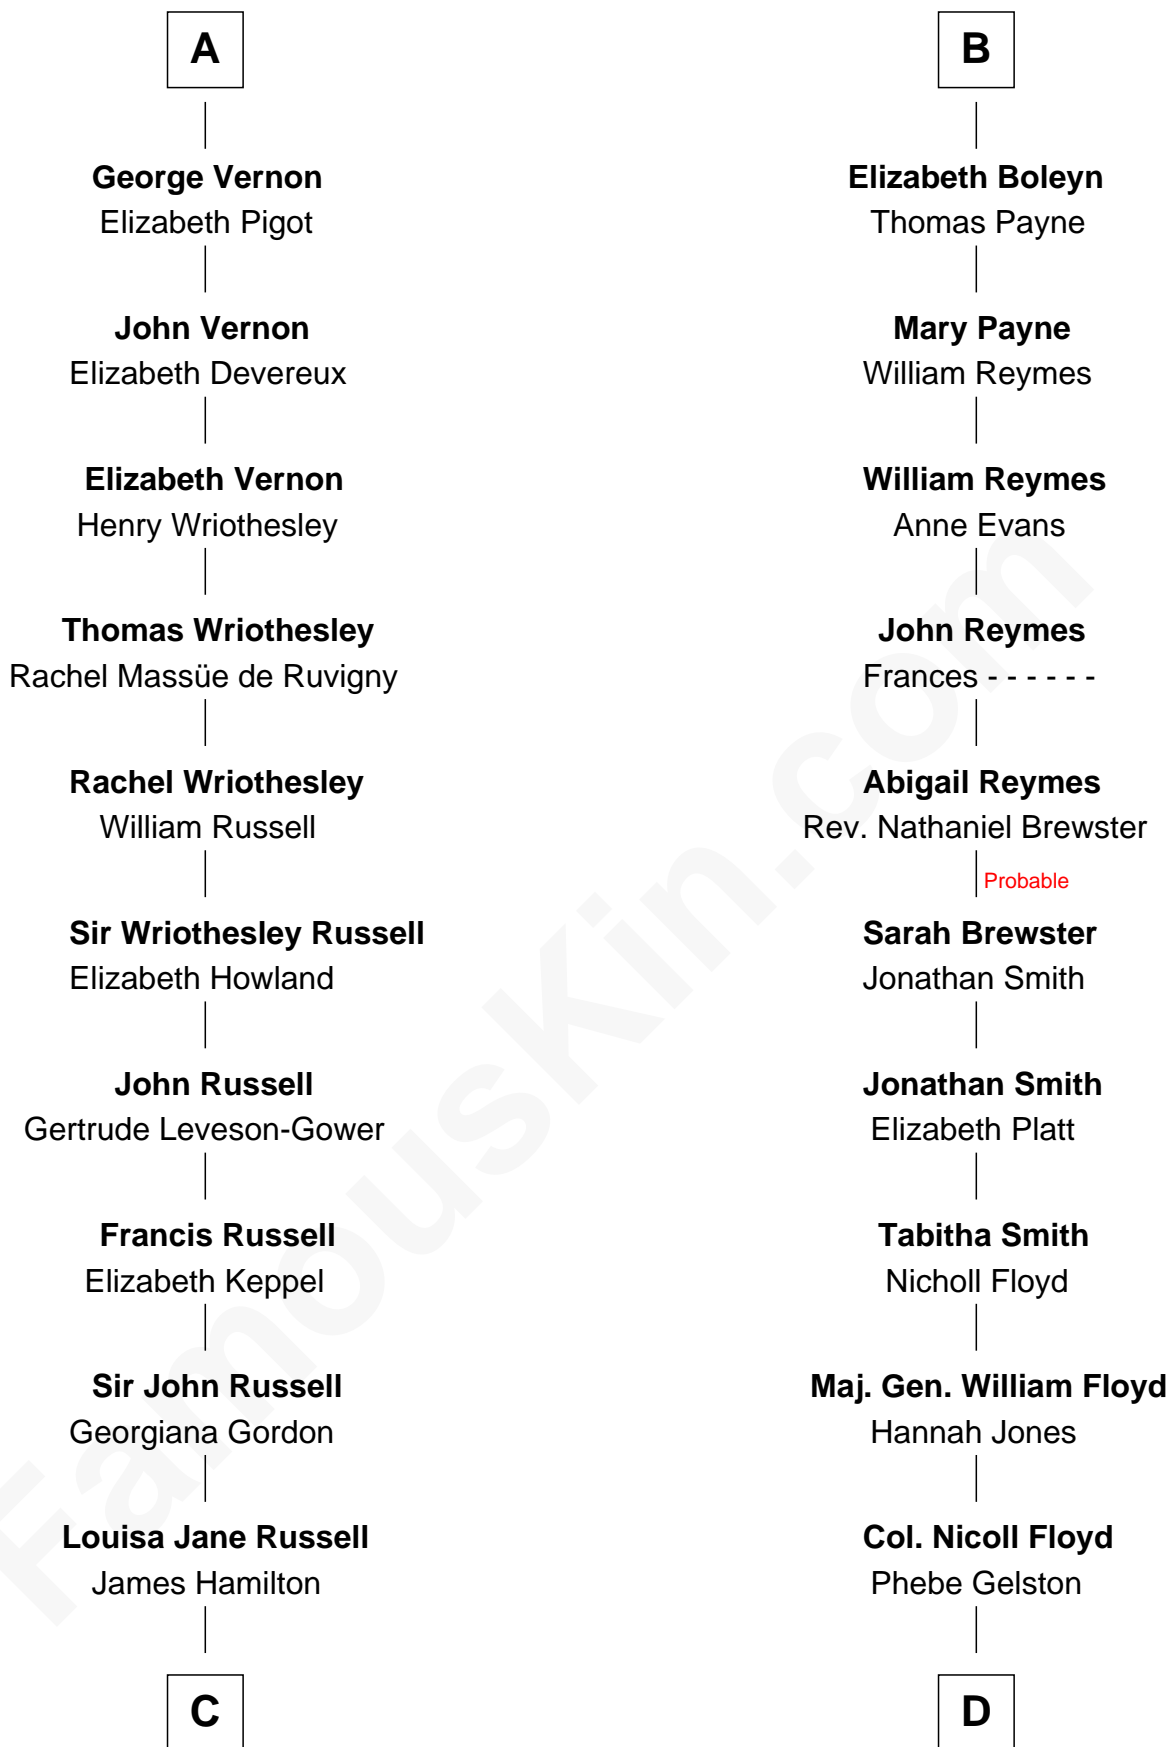 A
George Vernon
Elizabeth Pigot
John Vernon
Elizabeth Devereux
Elizabeth Vernon
Henry Wriothesley
Thomas Wriothesley
Rachel Massüe de Ruvigny
Rachel Wriothesley
William Russell
Sir Wriothesley Russell
Elizabeth Howland
John Russell
Gertrude Leveson-Gower
Francis Russell
Elizabeth Keppel
Sir John Russell
Georgiana Gordon
Louisa Jane Russell
James Hamilton
C
B
Elizabeth Boleyn
Thomas Payne
Mary Payne
William Reymes
William Reymes
Anne Evans
John Reymes
Frances - - - - - -
Abigail Reymes
Rev. Nathaniel Brewster
Probable
Sarah Brewster
Jonathan Smith
Jonathan Smith
Elizabeth Platt
Tabitha Smith
Nicholl Floyd
Maj. Gen. William Floyd
Hannah Jones
Col. Nicoll Floyd
Phebe Gelston
D
FamousKin.com